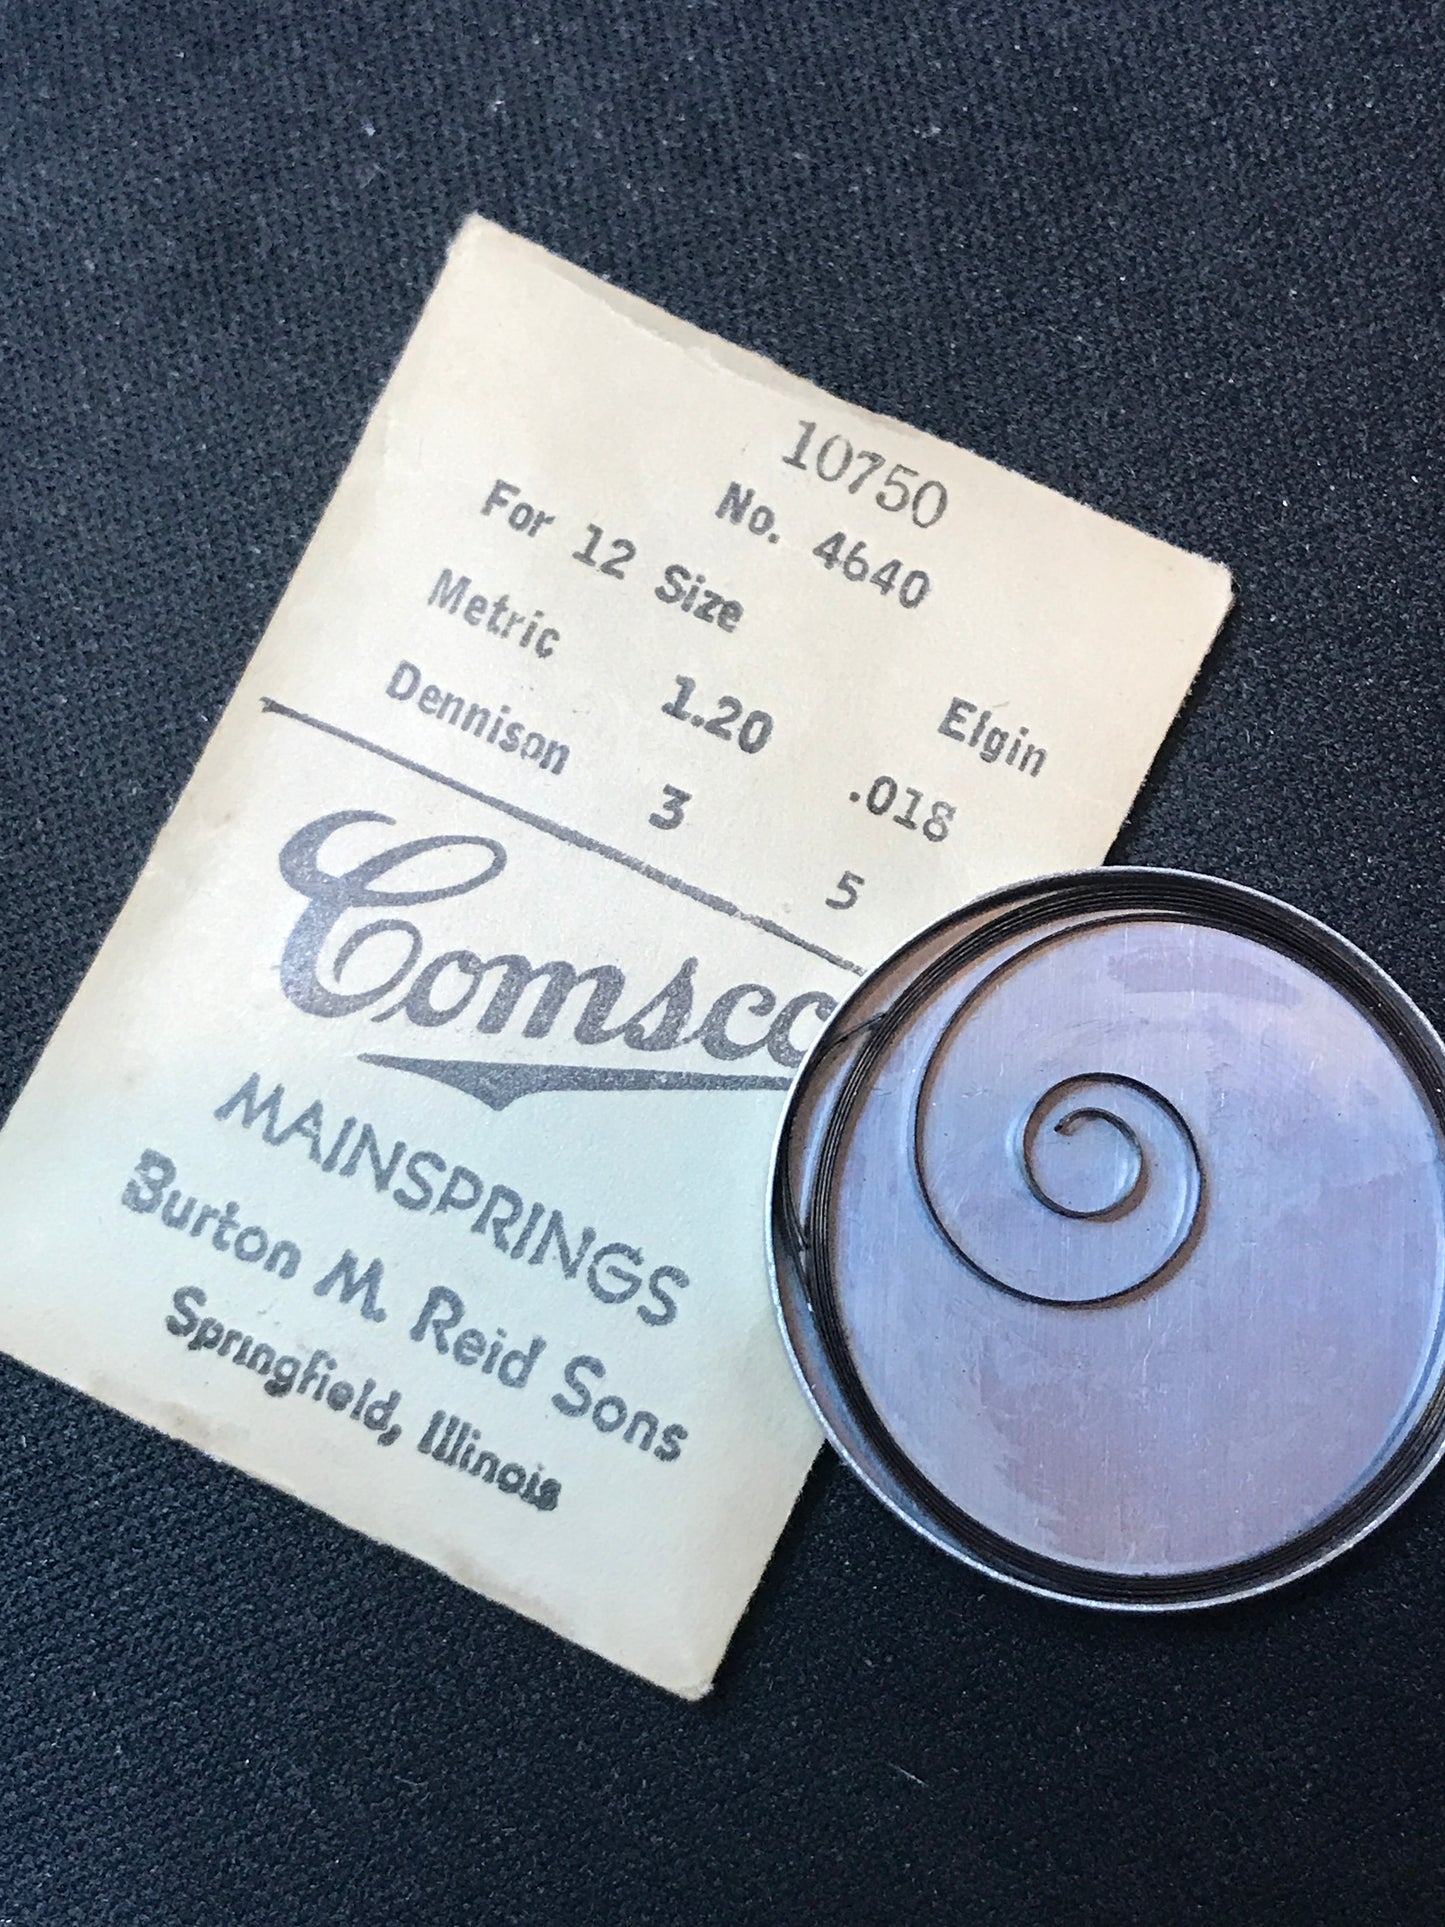 10750
No. 4640
For 12 Size Elgin
Metric 1.20 .018
Dennison 3 5
Comsco
MAINSPRINGS
Burton M. Reid Sons
Springfield, Illinois